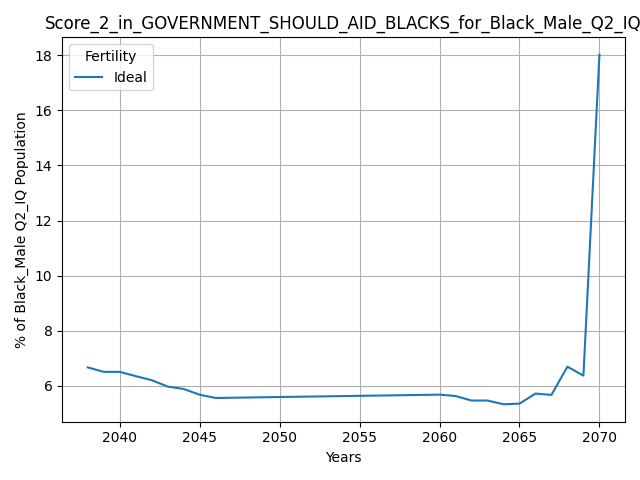 Score_2_in_GOVERNMENT_SHOULD_AID_BLACKS_for_Black_Male_Q2_IQ
Fertility
Ideal
% of Black_Male Q2_IQ Population
18
16
14
12
10
8
6
2040 2045 2050 2055 2060 2065 2070
Years